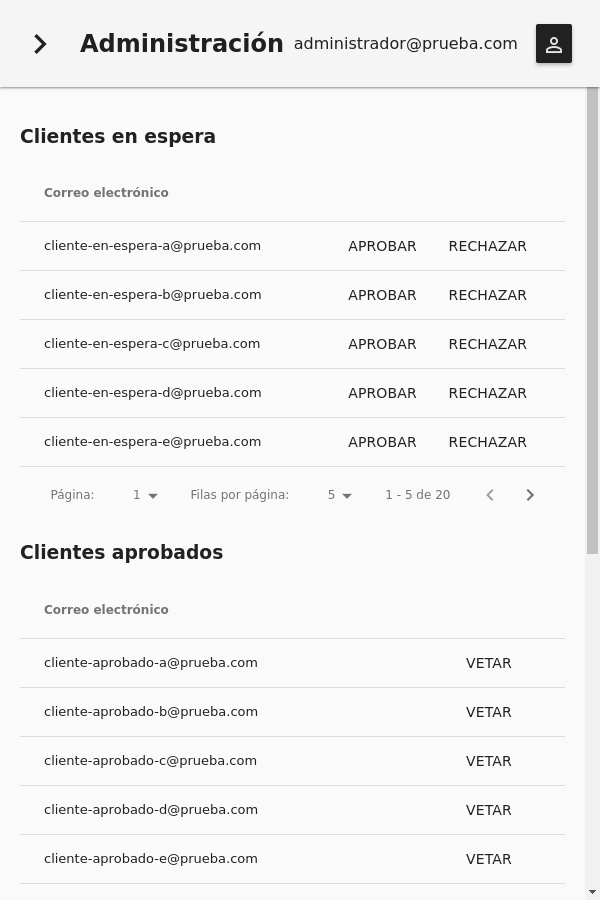 Administración administrador@prueba.com
Clientes en espera
Correo electrónico
cliente-en-espera-a@prueba.com APROBAR RECHAZAR
cliente-en-espera-b@prueba.com APROBAR RECHAZAR
cliente-en-espera-c@prueba.com APROBAR RECHAZAR
cliente-en-espera-d@prueba.com APROBAR RECHAZAR
cliente-en-espera-e@prueba.com APROBAR RECHAZAR
Página: 1 Filas por página: 5 1 - 5 de 20
Clientes aprobados
Correo electrónico
cliente-aprobado-a@prueba.com VETAR
cliente-aprobado-b@prueba.com VETAR
cliente-aprobado-c@prueba.com VETAR
cliente-aprobado-d@prueba.com VETAR
cliente-aprobado-e@prueba.com VETAR